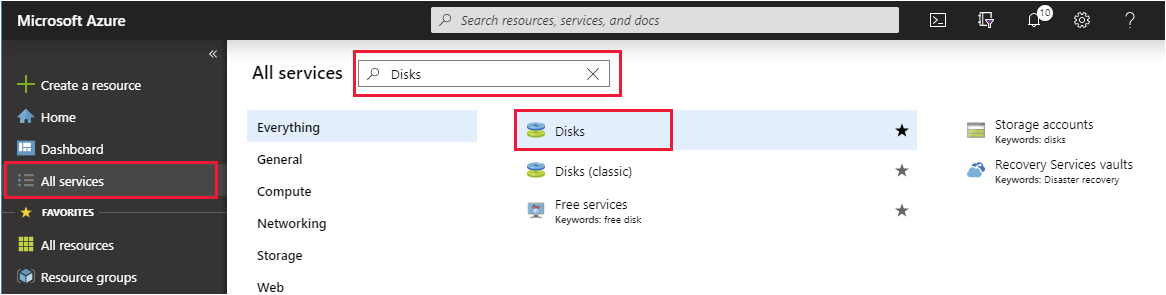 Microsoft Azure
Search resources, services, and docs
10
?
«
Create a resource
Home
Dashboard
All services
FAVORITES
All resources
Resource groups
All services
Disks
Everything
General
Compute
Networking
Storage
Web
Disks
Disks (classic)
Free services
Keywords: free disk
Storage accounts
Keywords: disks
Recovery Services vaults
Keywords: Disaster recovery